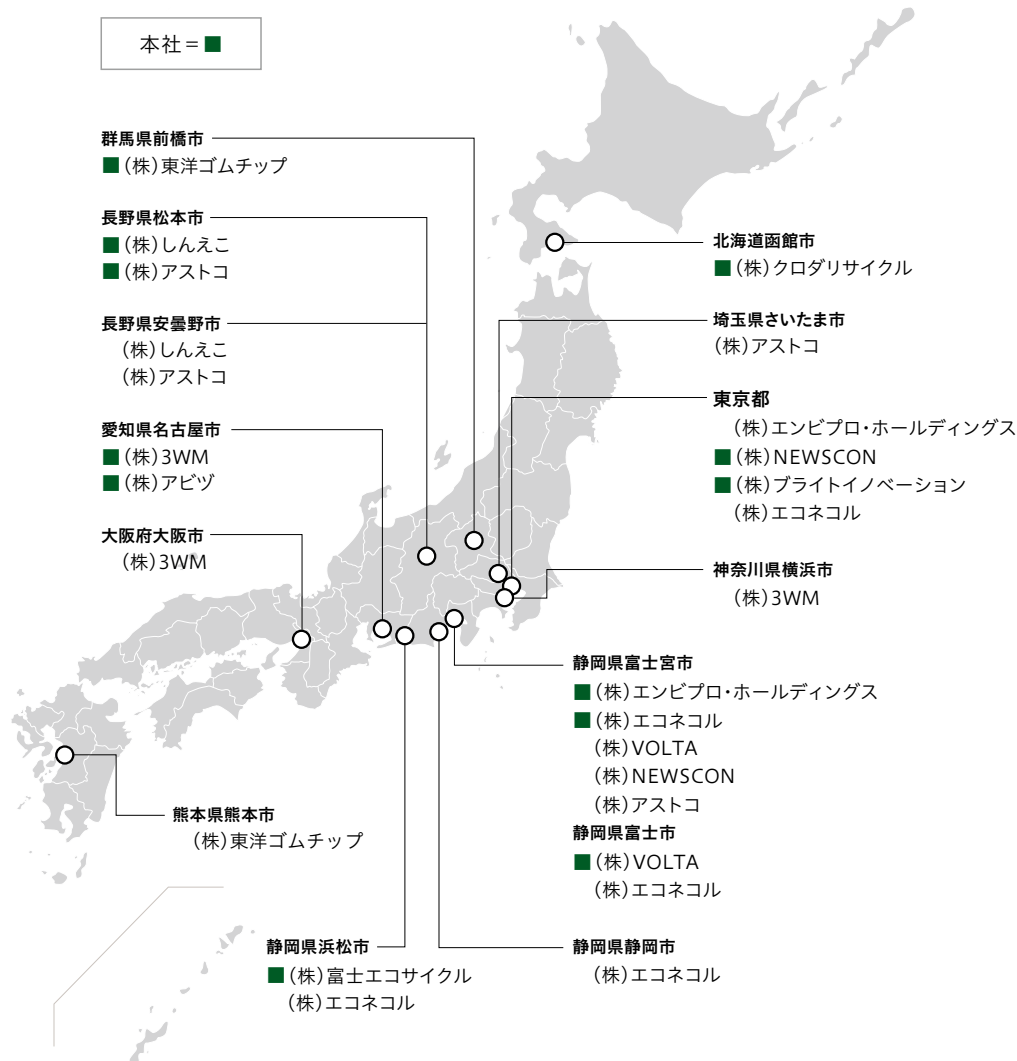 本社＝■
群馬県前橋市
■(株)東洋ゴムチップ
長野県松本市
■(株)しんえこ
■(株)アストコ
長野県安曇野市
(株)しんえこ
(株)アストコ
愛知県名古屋市
■(株)3WM
■(株)アビヅ
大阪府大阪市
(株)3WM
北海道函館市
■(株)クロダリサイクル
埼玉県さいたま市
(株)アストコ
東京都
(株)エンビプロ・ホールディングス
■(株)NEWSCON
■(株)ブライトイノベーション
(株)エコネコル
神奈川県横浜市
(株)3WM
静岡県富士宮市
■(株)エンビプロ・ホールディングス
■(株)エコネコル
(株)VOLTA
(株)NEWSCON
(株)アストコ
静岡県富士市
■(株)VOLTA
(株)エコネコル
熊本県熊本市
(株)東洋ゴムチップ
静岡県浜松市
■(株)富士エコサイクル
(株)エコネコル
静岡県静岡市
(株)エコネコル